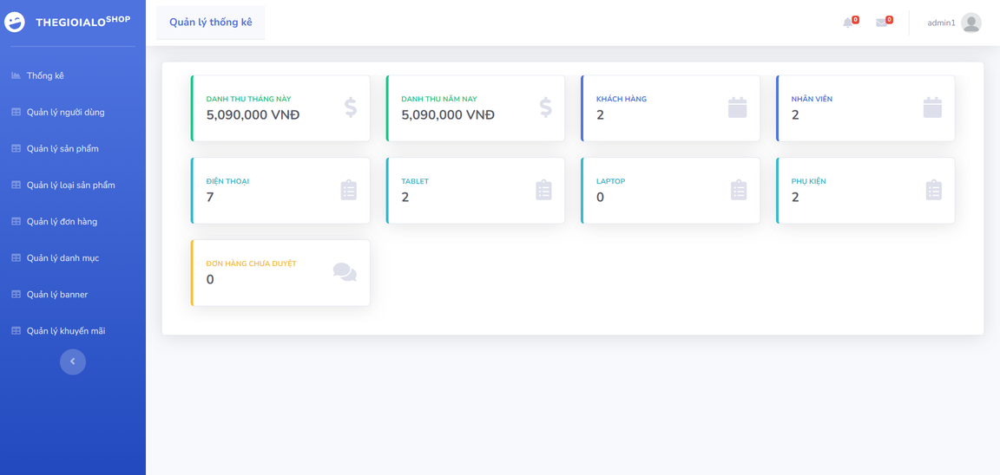 THEGIOIALO SHOP
Quản lý thống kê
0
0
admin1
Thống kê
Quản lý người dùng
Quản lý sản phẩm
Quản lý loại sản phẩm
Quản lý đơn hàng
Quản lý danh mục
Quản lý banner
Quản lý khuyến mãi
DANH THU THÁNG NÀY
5,090,000 VNĐ
DANH THU NĂM NAY
5,090,000 VNĐ
KHÁCH HÀNG
2
NHÂN VIÊN
2
ĐIỆN THOẠI
7
TABLET
2
LAPTOP
0
PHỤ KIỆN
2
ĐƠN HÀNG CHƯA DUYỆT
0